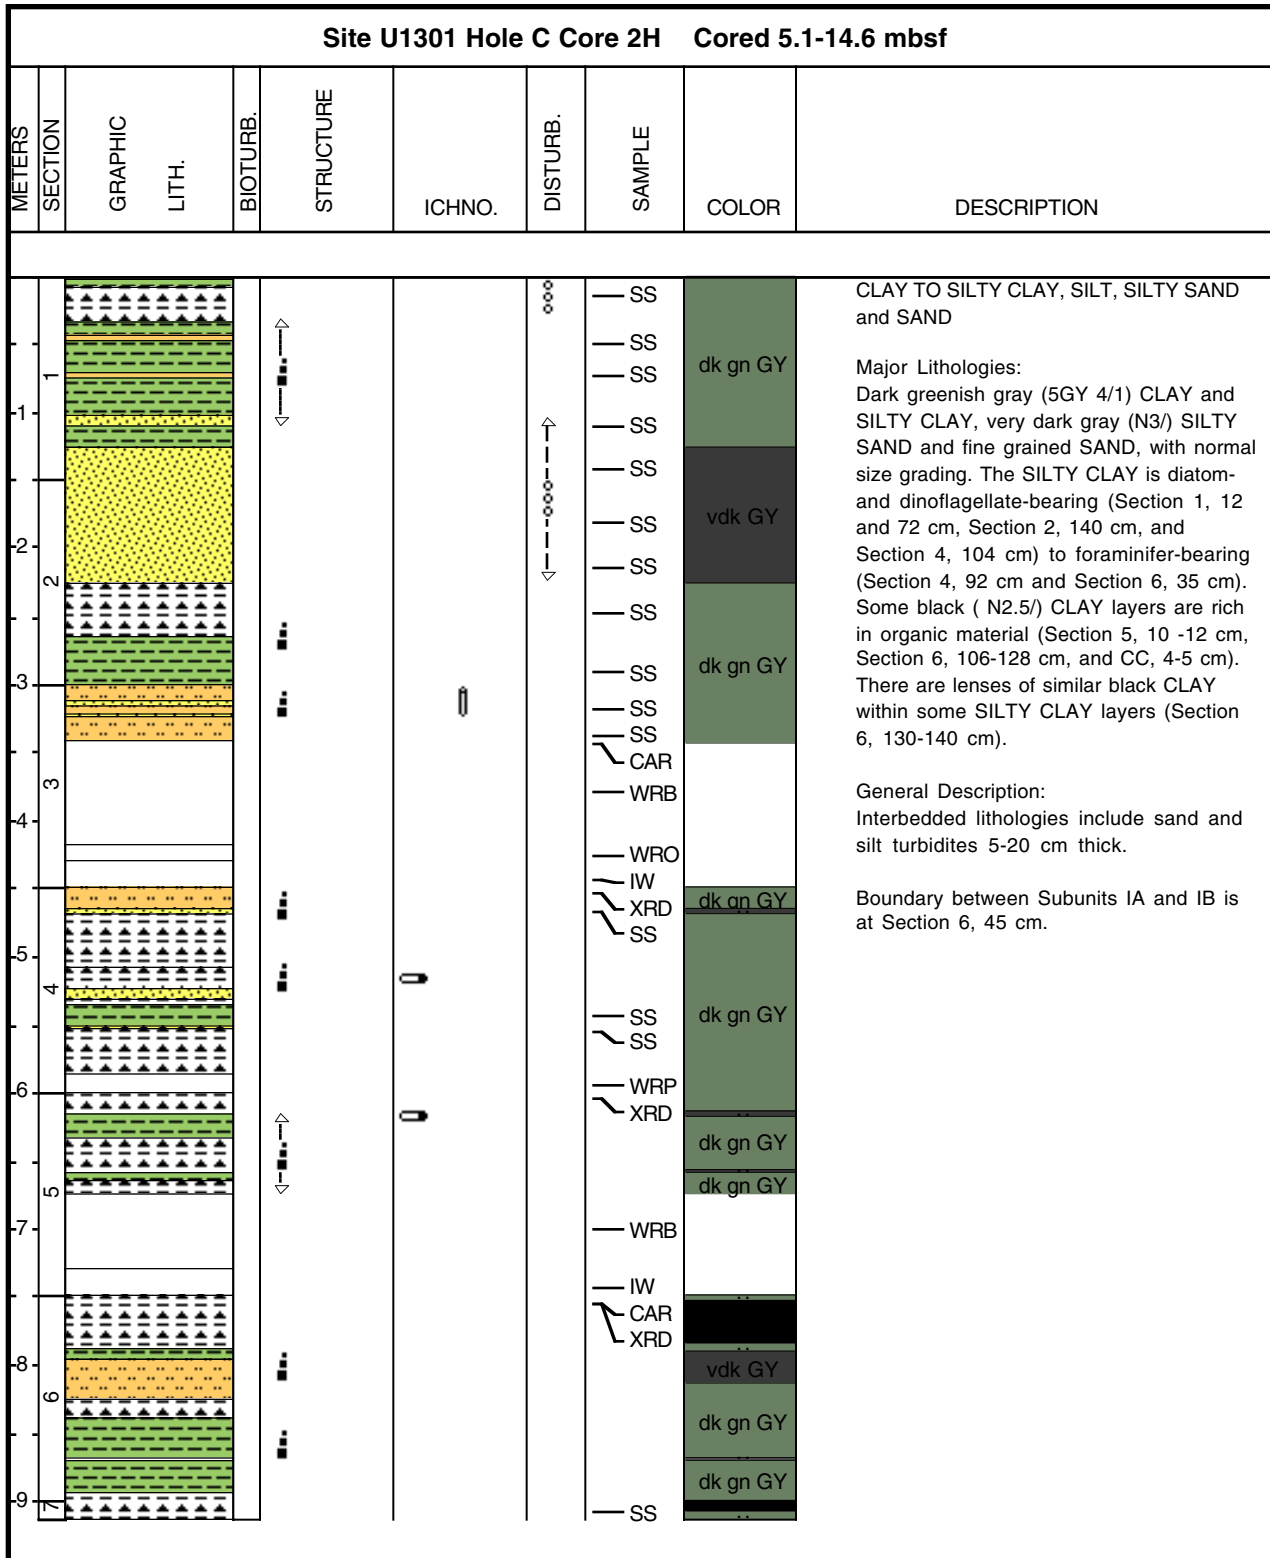 Site U1301 Hole C Core 2H Cored 5.1-14.6 mbsf
METERS
SECTION
GRAPHIC
LITH.
BIOTURB.
STRUCTURE
ICHNO.
DISTURB.
SAMPLE
COLOR
DESCRIPTION
1
2
3
4
5
6
7
8
9
1
2
3
4
5
6
7
SS
SS
SS
SS
SS
SS
SS
SS
SS
SS
SS
CAR
WRB
WRO
IW
XRD
SS
SS
SS
WRP
XRD
WRB
IW
CAR
XRD
SS
dk gn GY
vdk GY
dk gn GY
dk gn GY
dk gn GY
dk gn GY
dk gn GY
vdk GY
dk gn GY
dk gn GY
CLAY TO SILTY CLAY, SILT, SILTY SAND
and SAND
Major Lithologies:
Dark greenish gray (5GY 4/1) CLAY and
SILTY CLAY, very dark gray (N3/) SILTY
SAND and fine grained SAND, with normal
size grading. The SILTY CLAY is diatom-
and dinoflagellate-bearing (Section 1, 12
and 72 cm, Section 2, 140 cm, and
Section 4, 104 cm) to foraminifer-bearing
(Section 4, 92 cm and Section 6, 35 cm).
Some black ( N2.5/) CLAY layers are rich
in organic material (Section 5, 10 -12 cm,
Section 6, 106-128 cm, and CC, 4-5 cm).
There are lenses of similar black CLAY
within some SILTY CLAY layers (Section
6, 130-140 cm).
General Description:
Interbedded lithologies include sand and
silt turbidites 5-20 cm thick.
Boundary between Subunits IA and IB is
at Section 6, 45 cm.